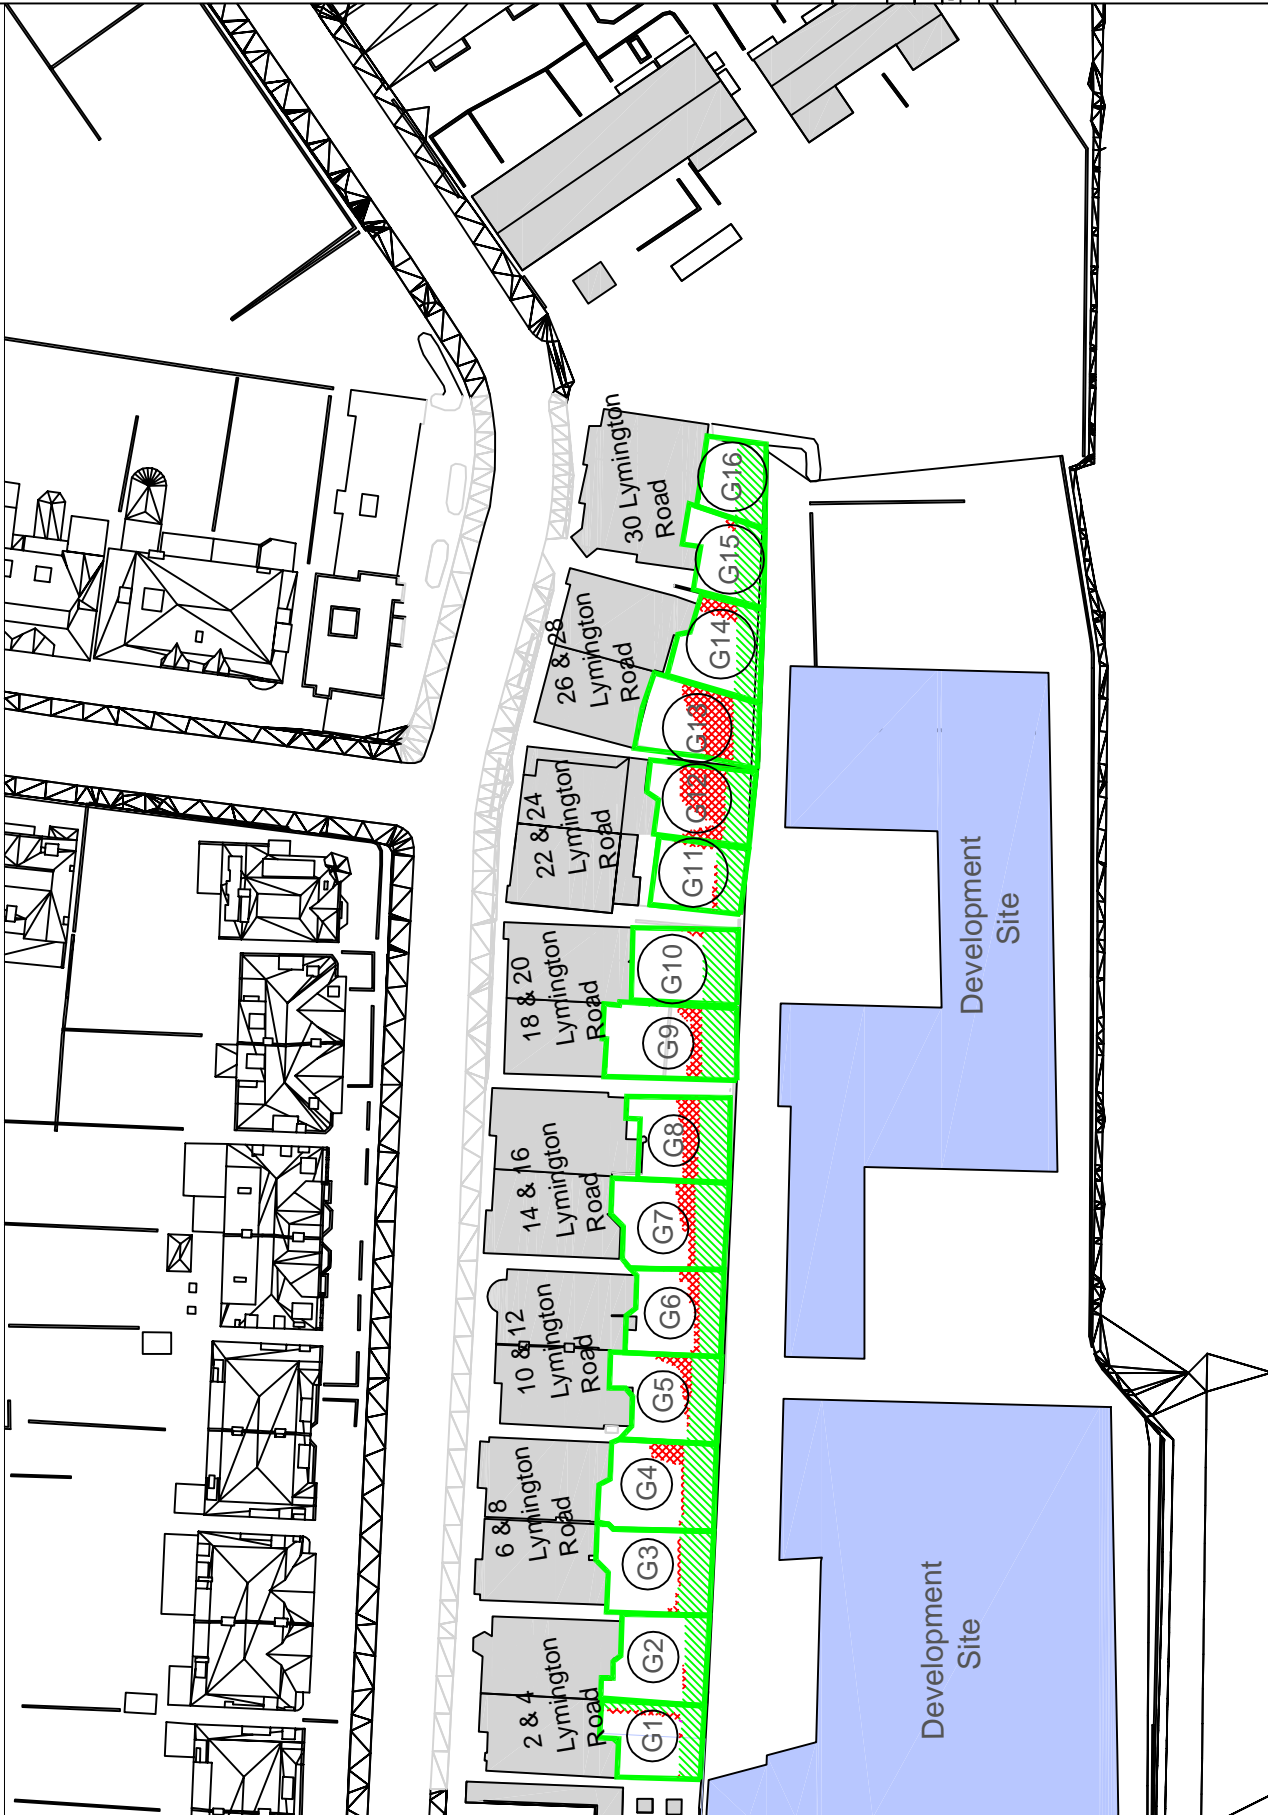 30 Lymington
Road
G16
G15
26 & 28
Lymington
Road
G14
G13
22 & 24
Lymington
Road
G12
G11
Development
Site
18 & 20
Lymington
Road
G10
G9
14 & 16
Lymington
Road
G8
G7
10 & 12
Lymington
Road
G6
G5
6 & 8
Lymington
Road
G4
G3
2 & 4
Lymington
Road
G2
G1
Development
Site